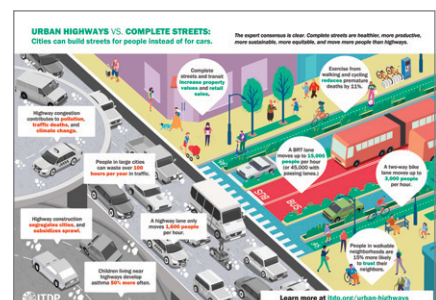 URBAN HIGHWAYS VS. COMPLETE STREETS:
Cities can build streets for people instead of for cars.
The expert consensus is clear. Complete streets are healthier, more productive,
more sustainable, more equitable, and move more people than highways.
Complete
streets and transit
increase property
values and retail
sales.
Exercise from
walking and cycling
reduces premature
deaths by 11%.
Highway congestion
contributes to pollution,
traffic deaths, and
climate change.
People in large cities
can waste over 100
hours per year in traffic.
A BRT lane
moves up to 15,000
people per hour
(or 45,000 with
passing lanes.)
A two-way bike
lane moves up to
3,000 people
per hour.
BUS
BUS
Highway construction
segregates cities, and
subsidizes sprawl.
A highway lane only
moves 1,600 people
per hour.
People in walkable
neighborhoods are
15% more likely
to trust their
neighbors.
Children living near
highways develop
asthma 50% more often.
ITDP
Learn more at itdp.org/urban-highways